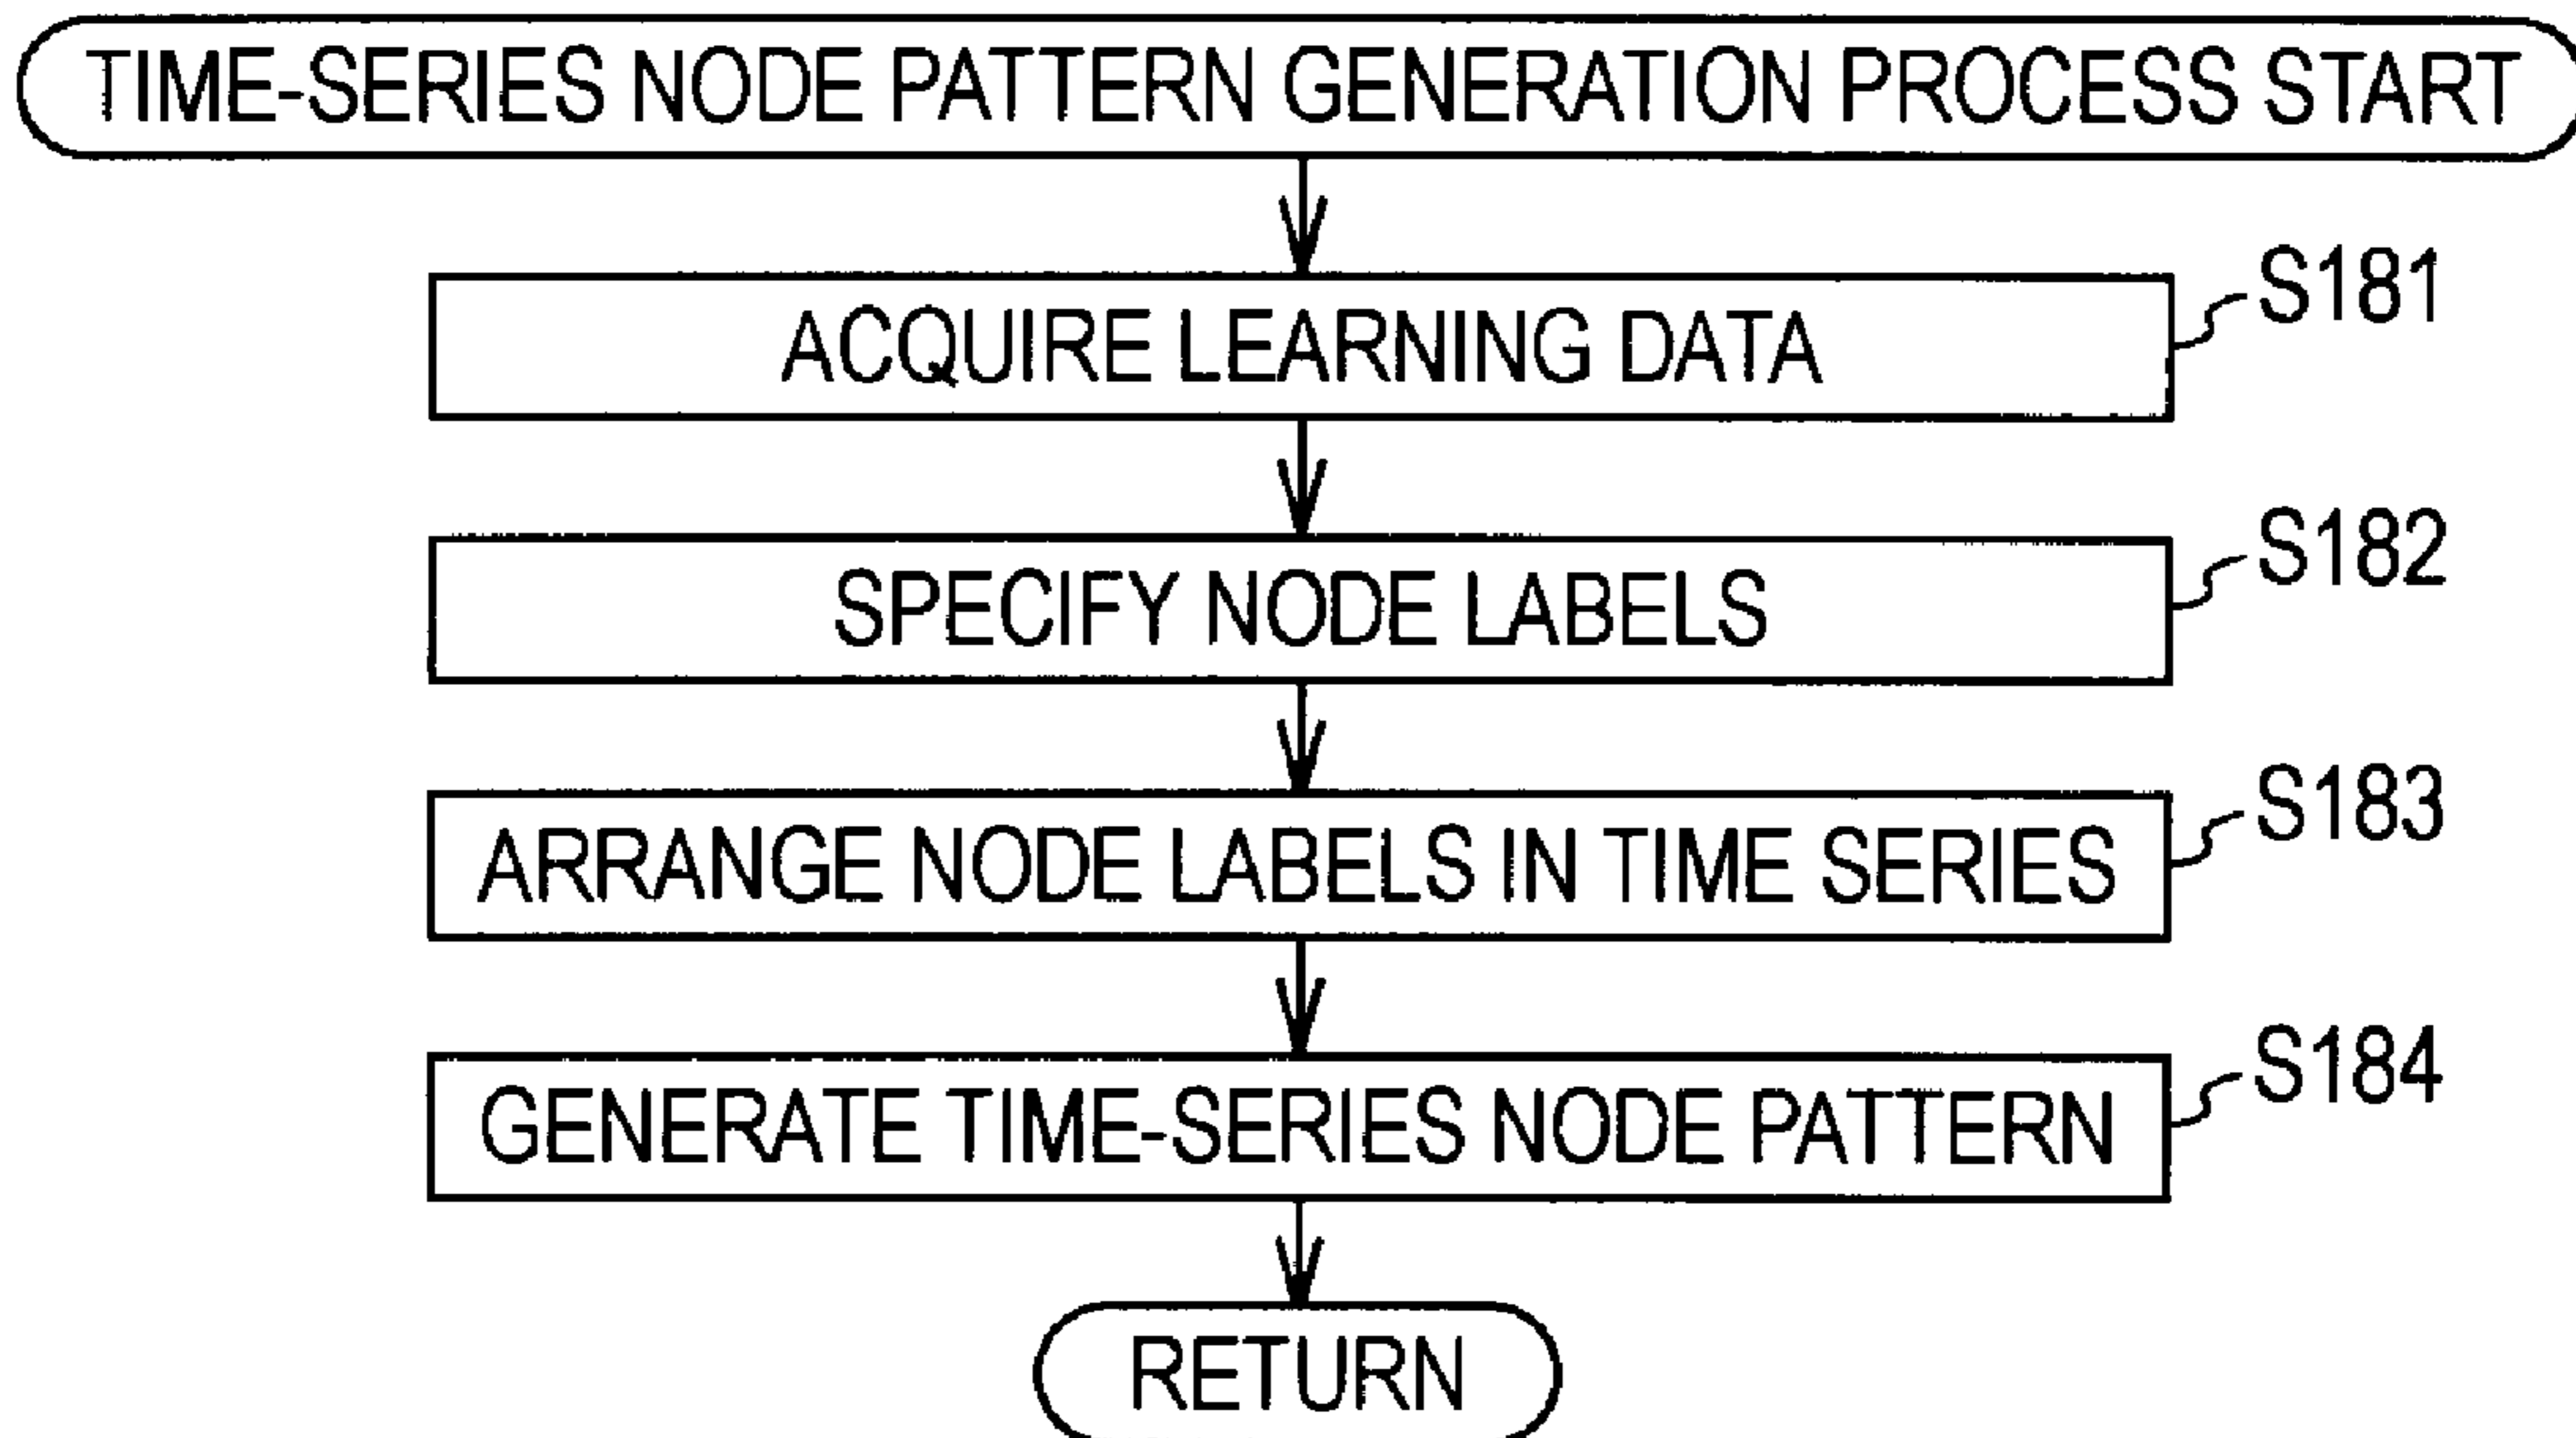 TIME-SERIES NODE PATTERN GENERATION PROCESS START
ACQUIRE LEARNING DATA
S181
SPECIFY NODE LABELS
S182
ARRANGE NODE LABELS IN TIME SERIES
S183
GENERATE TIME-SERIES NODE PATTERN
S184
RETURN